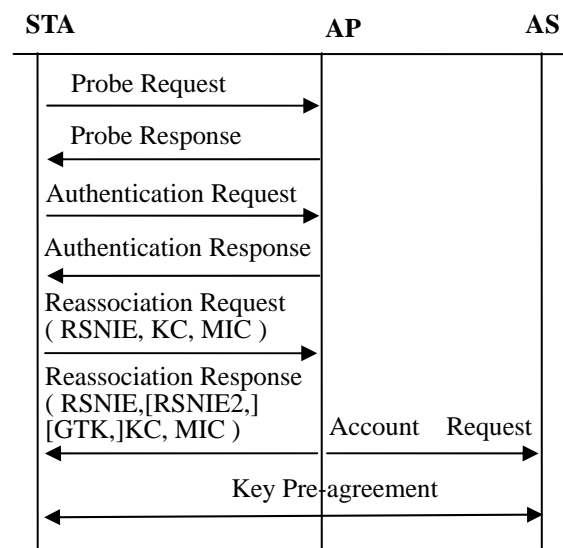 STA AP AS
Probe Request
Probe Response
Authentication Request
Authentication Response
Reassociation Request
( RSNIE, KC, MIC )
Reassociation Response
( RSNIE,[RSNIE2,]
[GTK,]KC, MIC )
Account Request
Key Pre-agreement